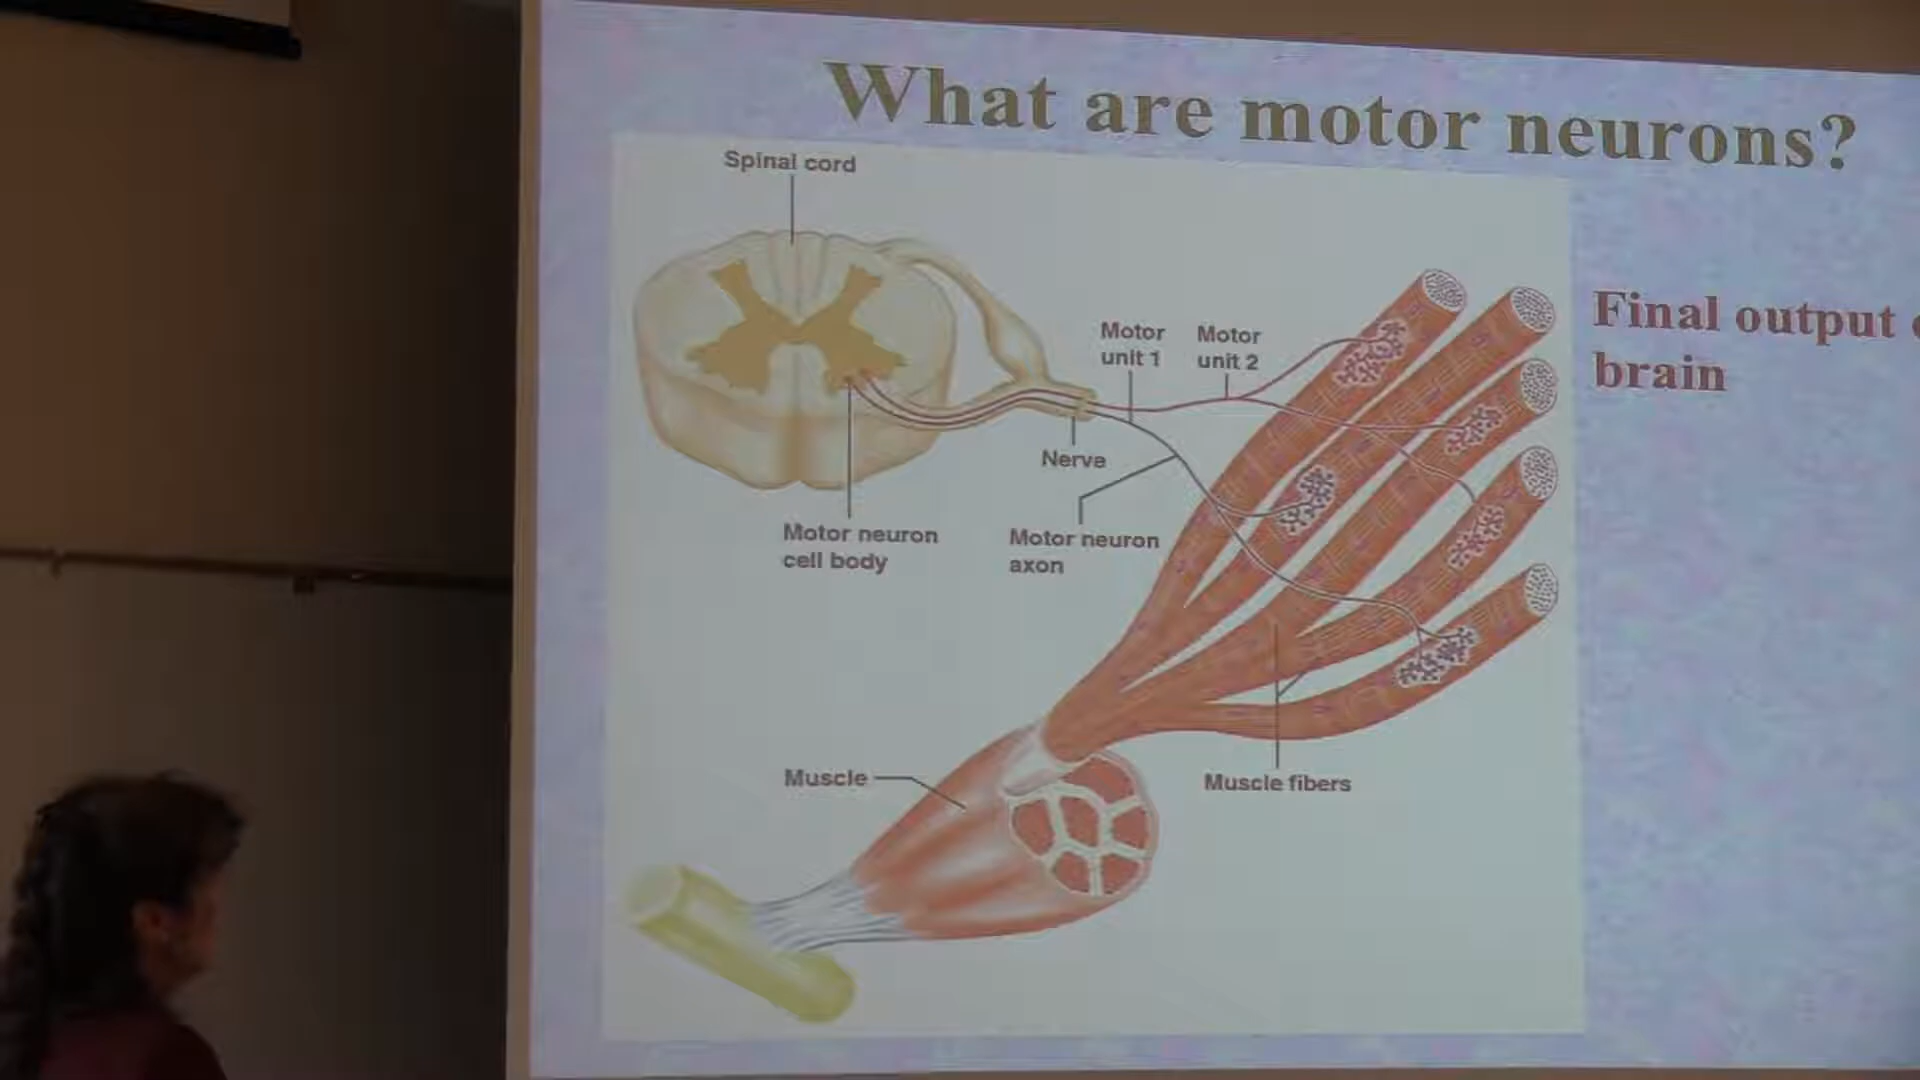 What are motor neurons?
Spinal cord
Motor
unit 1
Motor
unit 2
Final output
brain
Nerve
Motor neuron
cell body
Motor neuron
axon
Muscle
Muscle fibers